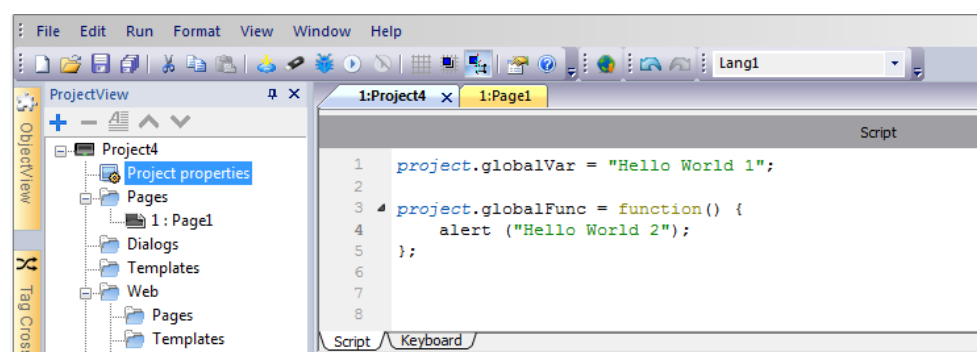 File Edit Run Format View Window Help
Lang1
ObjectView
Tag Cross
ProjectView
Project4
Project properties
Pages
1 : Page1
Dialogs
Templates
Web
Pages
Templates
1:Project4 1:Page1
Script
1 project.globalVar = "Hello World 1";
2
3 project.globalFunc = function() {
4 alert ("Hello World 2");
5 };
6
7
8
Script Keyboard